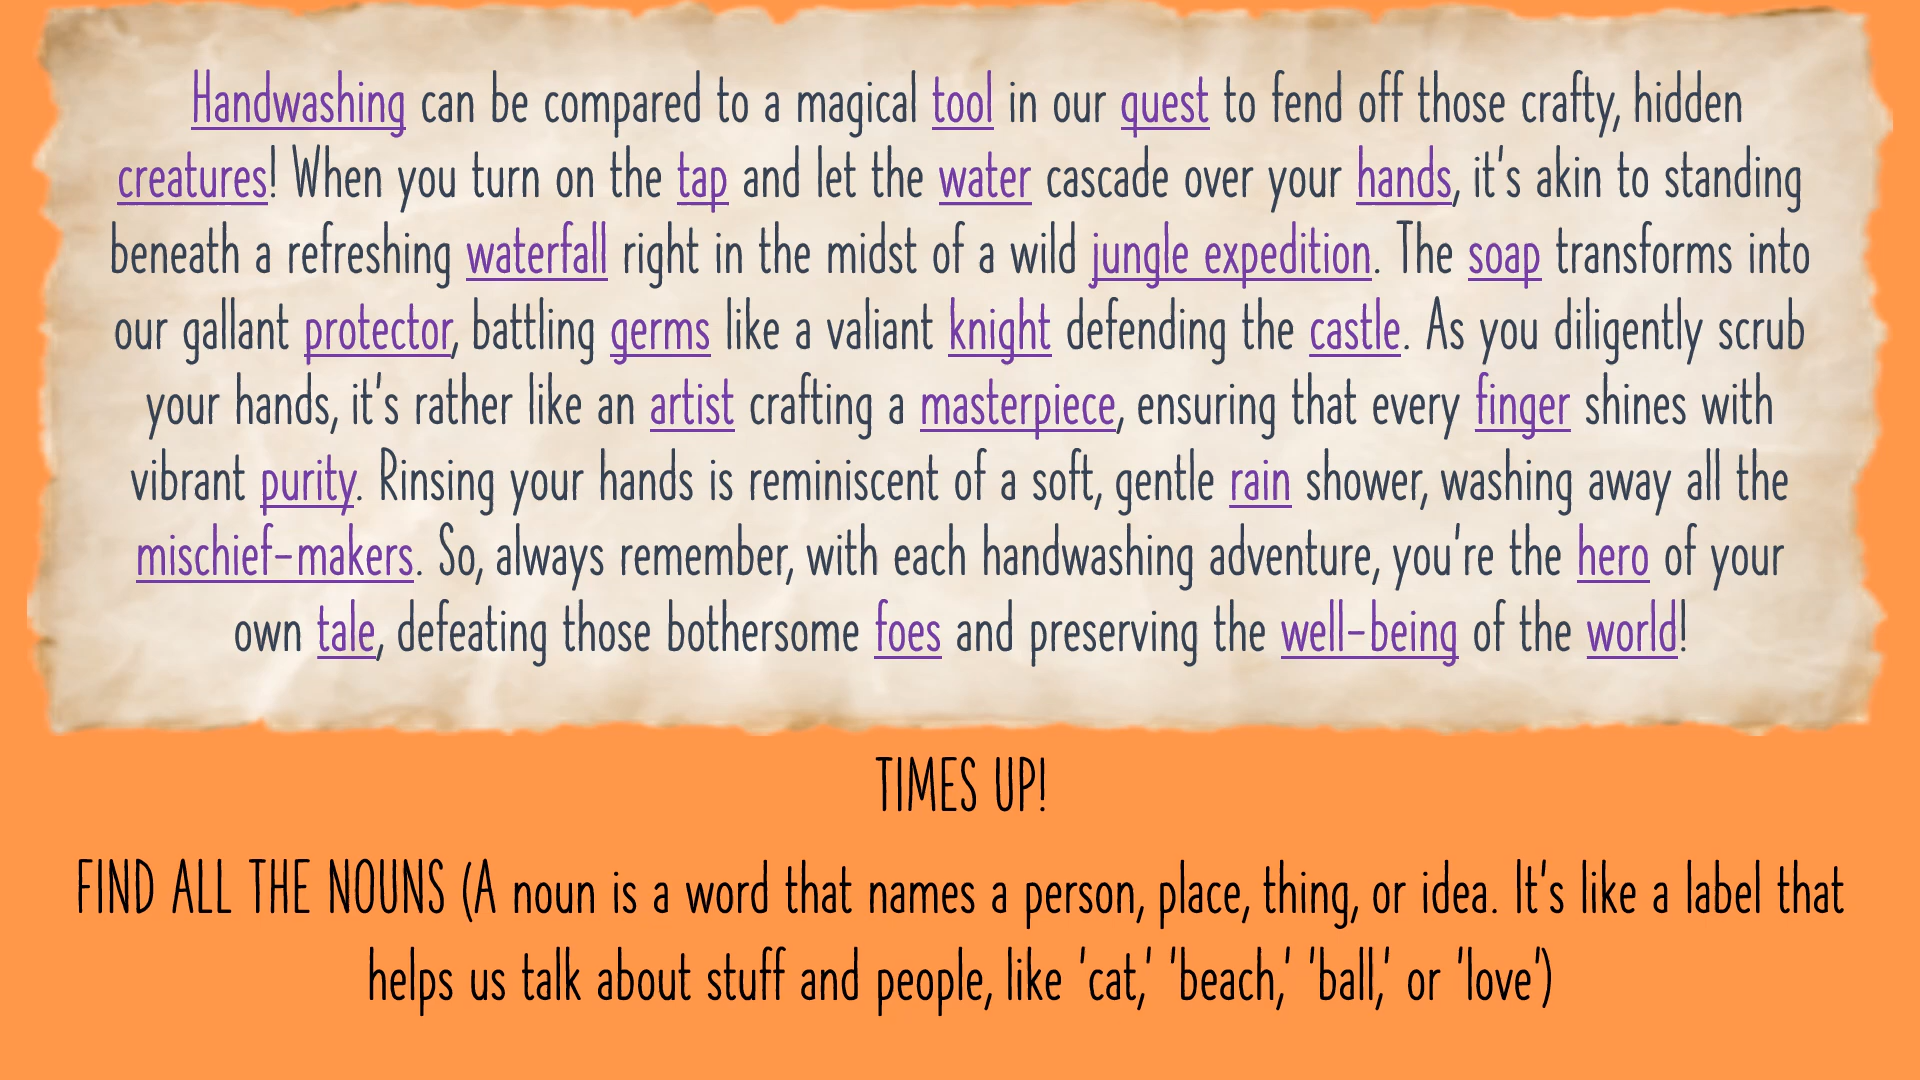 Handwashing can be compared to a magical tool in our quest to fend off those crafty, hidden
creatures! When you turn on the tap and let the water cascade over your hands, it's akin to standing
beneath a refreshing waterfall right in the midst of a wild jungle expedition. The soap transforms into
our gallant protector, battling germs like a valiant knight defending the castle. As you diligently scrub
your hands, it's rather like an artist crafting a masterpiece, ensuring that every finger shines with
vibrant purity. Rinsing your hands is reminiscent of a soft, gentle rain shower, washing away all the
mischief-makers. So, always remember, with each handwashing adventure, you're the hero of your
own tale, defeating those bothersome foes and preserving the well-being of the world!
TIMES UP!
FIND ALL THE NOUNS (A noun is a word that names a person, place, thing, or idea. It's like a label that
helps us talk about stuff and people, like 'cat,' 'beach,' 'ball,' or 'love')